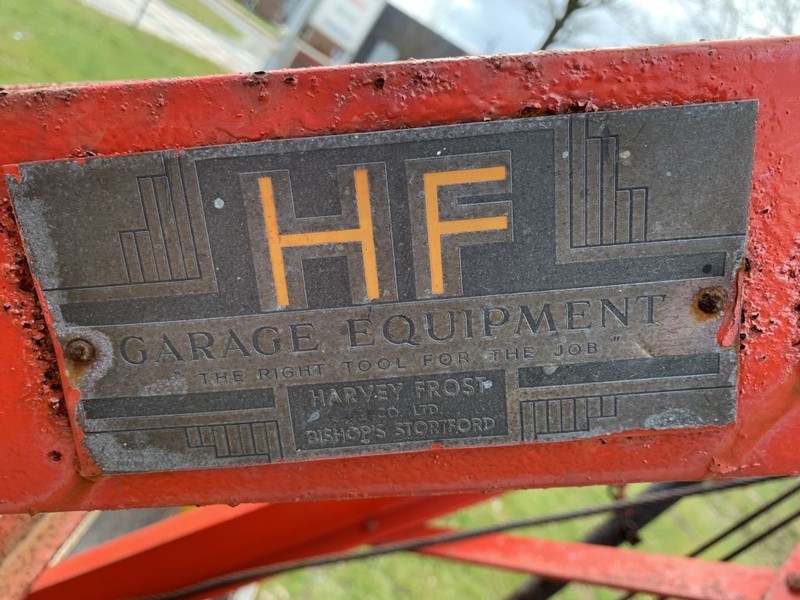 HF
GARAGE EQUIPMENT
"THE RIGHT TOOL FOR THE JOB"
HARVEY FROST
CO. LTD.
BISHOP'S STORTFORD